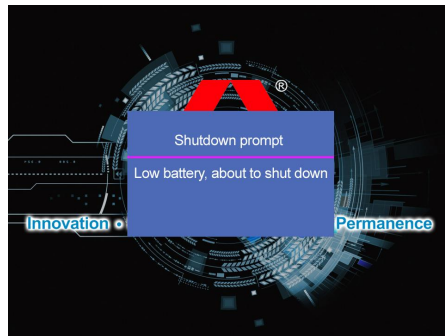 ®
Shutdown prompt
Low battery, about to shut down
Innovation •
Permanence